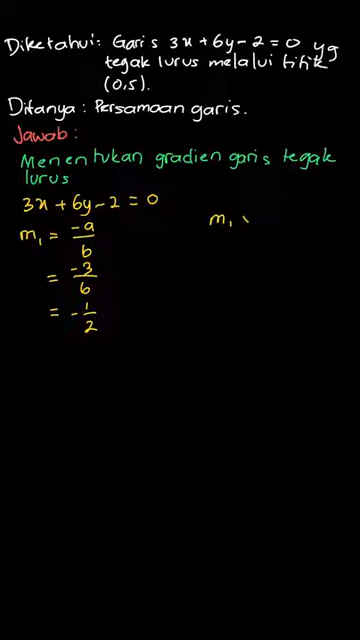 Diketahui: Garis 3x + 6y - 2 = 0 yg
tegak lurus melalui titik
(0,5).
Ditanya: Persamaan garis.
Jawab:
Menentukan gradien garis tegak
lurus
3x + 6y - 2 = 0
m₁ = -a/b
= -3/6
= -1/2
m₁